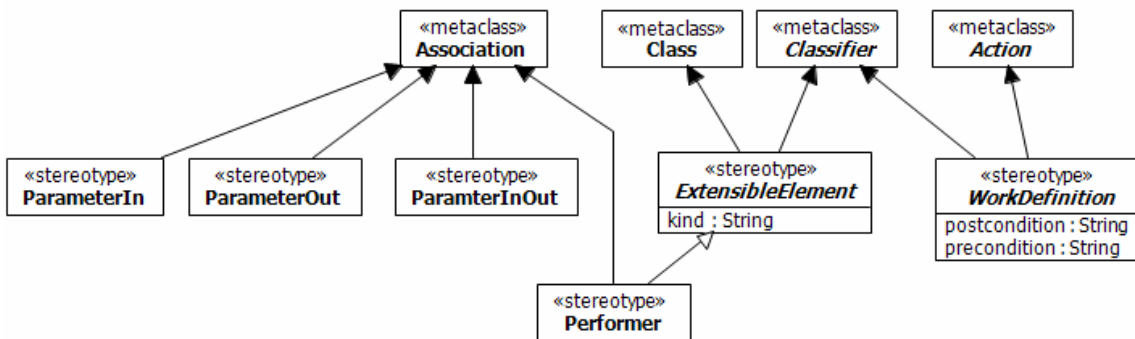 «metaclass»
Association
«metaclass»
Class
«metaclass»
Classifier
«metaclass»
Action
«stereotype»
ParameterIn
«stereotype»
ParameterOut
«stereotype»
ParamterInOut
«stereotype»
ExtensibleElement
kind : String
«stereotype»
WorkDefinition
postcondition : String
precondition : String
«stereotype»
Performer